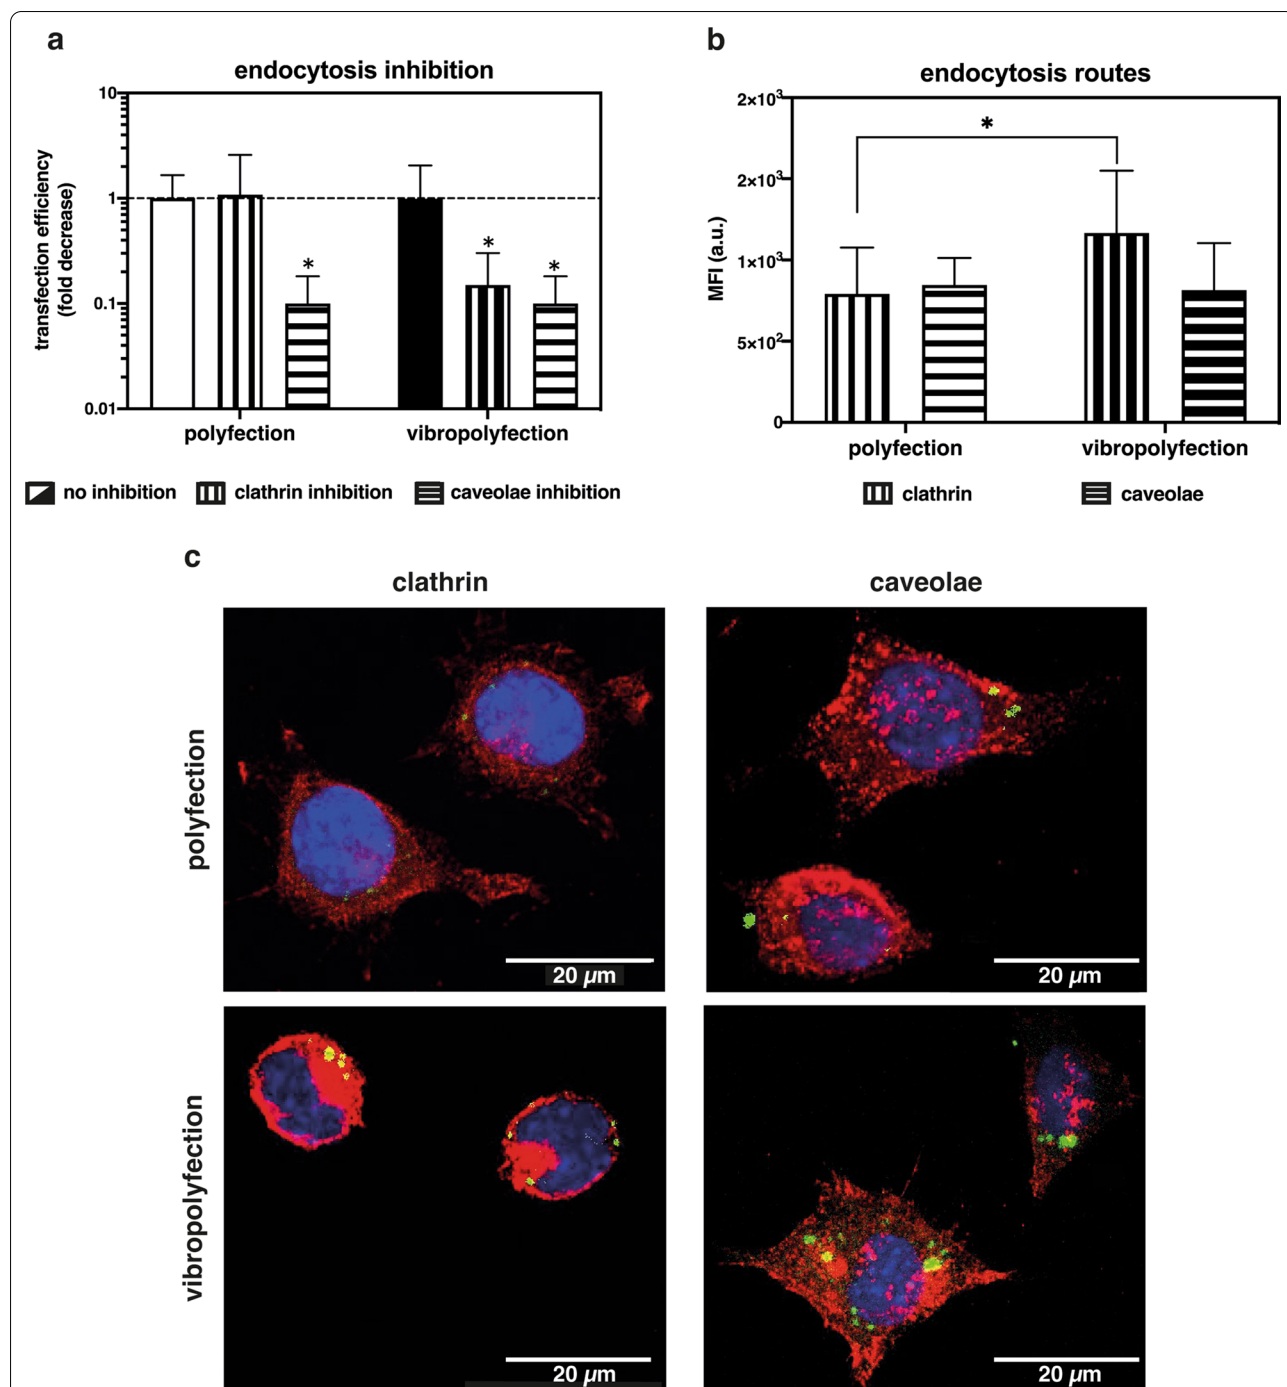 a
endocytosis inhibition
transfection efficiency
(fold decrease)
10
1
0.1
0.01
*
*
*
polyfection
vibropolyfection
no inhibition
clathrin inhibition
caveolae inhibition
b
endocytosis routes
MFI (a.u.)
2×10³
2×10³
1×10³
5×10²
0
*
polyfection
vibropolyfection
clathrin
caveolae
c
clathrin
caveolae
polyfection
20 µm
20 µm
vibropolyfection
20 µm
20 µm